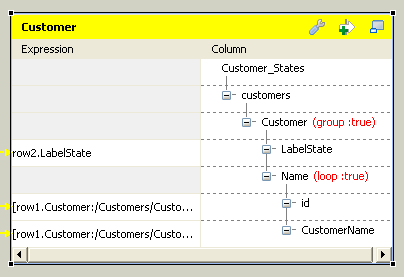 Customer
Expression Column
Customer_States
customers
Customer (group :true)
row2.LabelState LabelState
Name (loop :true)
[row1.Customer:/Customers/Custo... id
[row1.Customer:/Customers/Custo... CustomerName